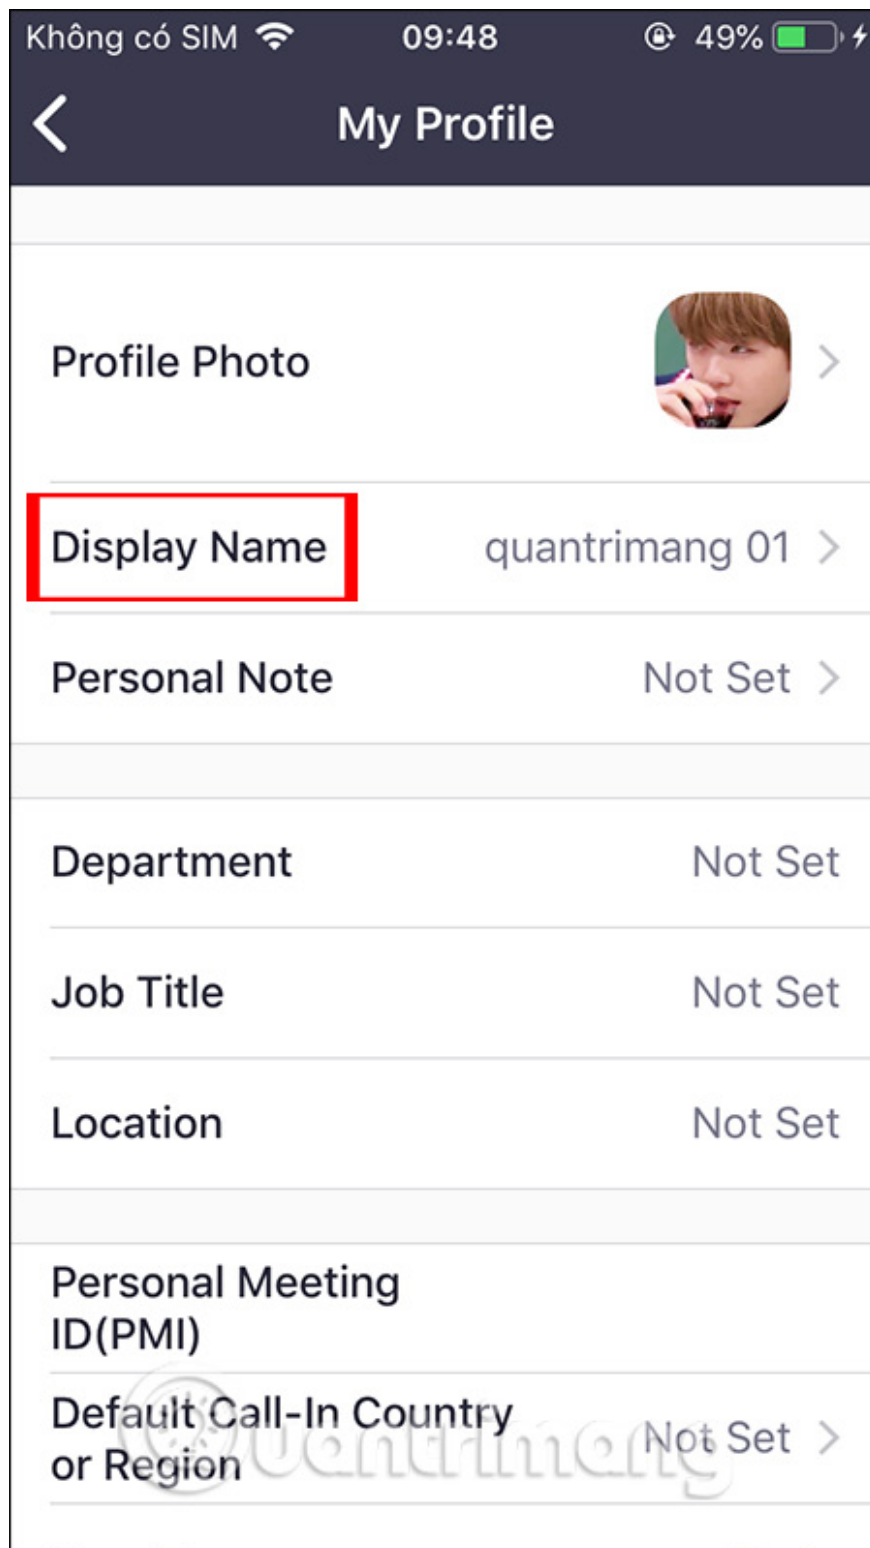 Không có SIM 09:48 49%
My Profile
Profile Photo
Display Name quantrimang 01
Personal Note Not Set
Department Not Set
Job Title Not Set
Location Not Set
Personal Meeting
ID(PMI)
Default Call-In Country
or Region Not Set
Quantrimang